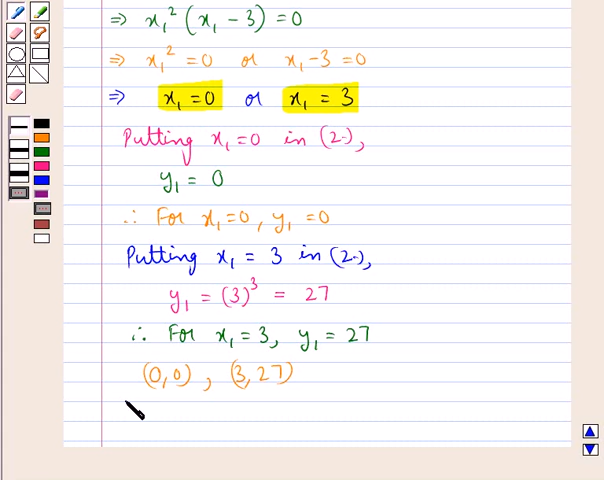 ⇒ x₁² (x₁ - 3) = 0
⇒ x₁² = 0 or x₁-3 = 0
⇒ x₁ = 0 or x₁ = 3
Putting x₁ = 0 in (2.),
y₁ = 0
∴ For x₁ = 0, y₁ = 0
Putting x₁ = 3 in (2.),
y₁ = (3)³ = 27
∴ For x₁ = 3, y₁ = 27
(0,0) , (3,27)